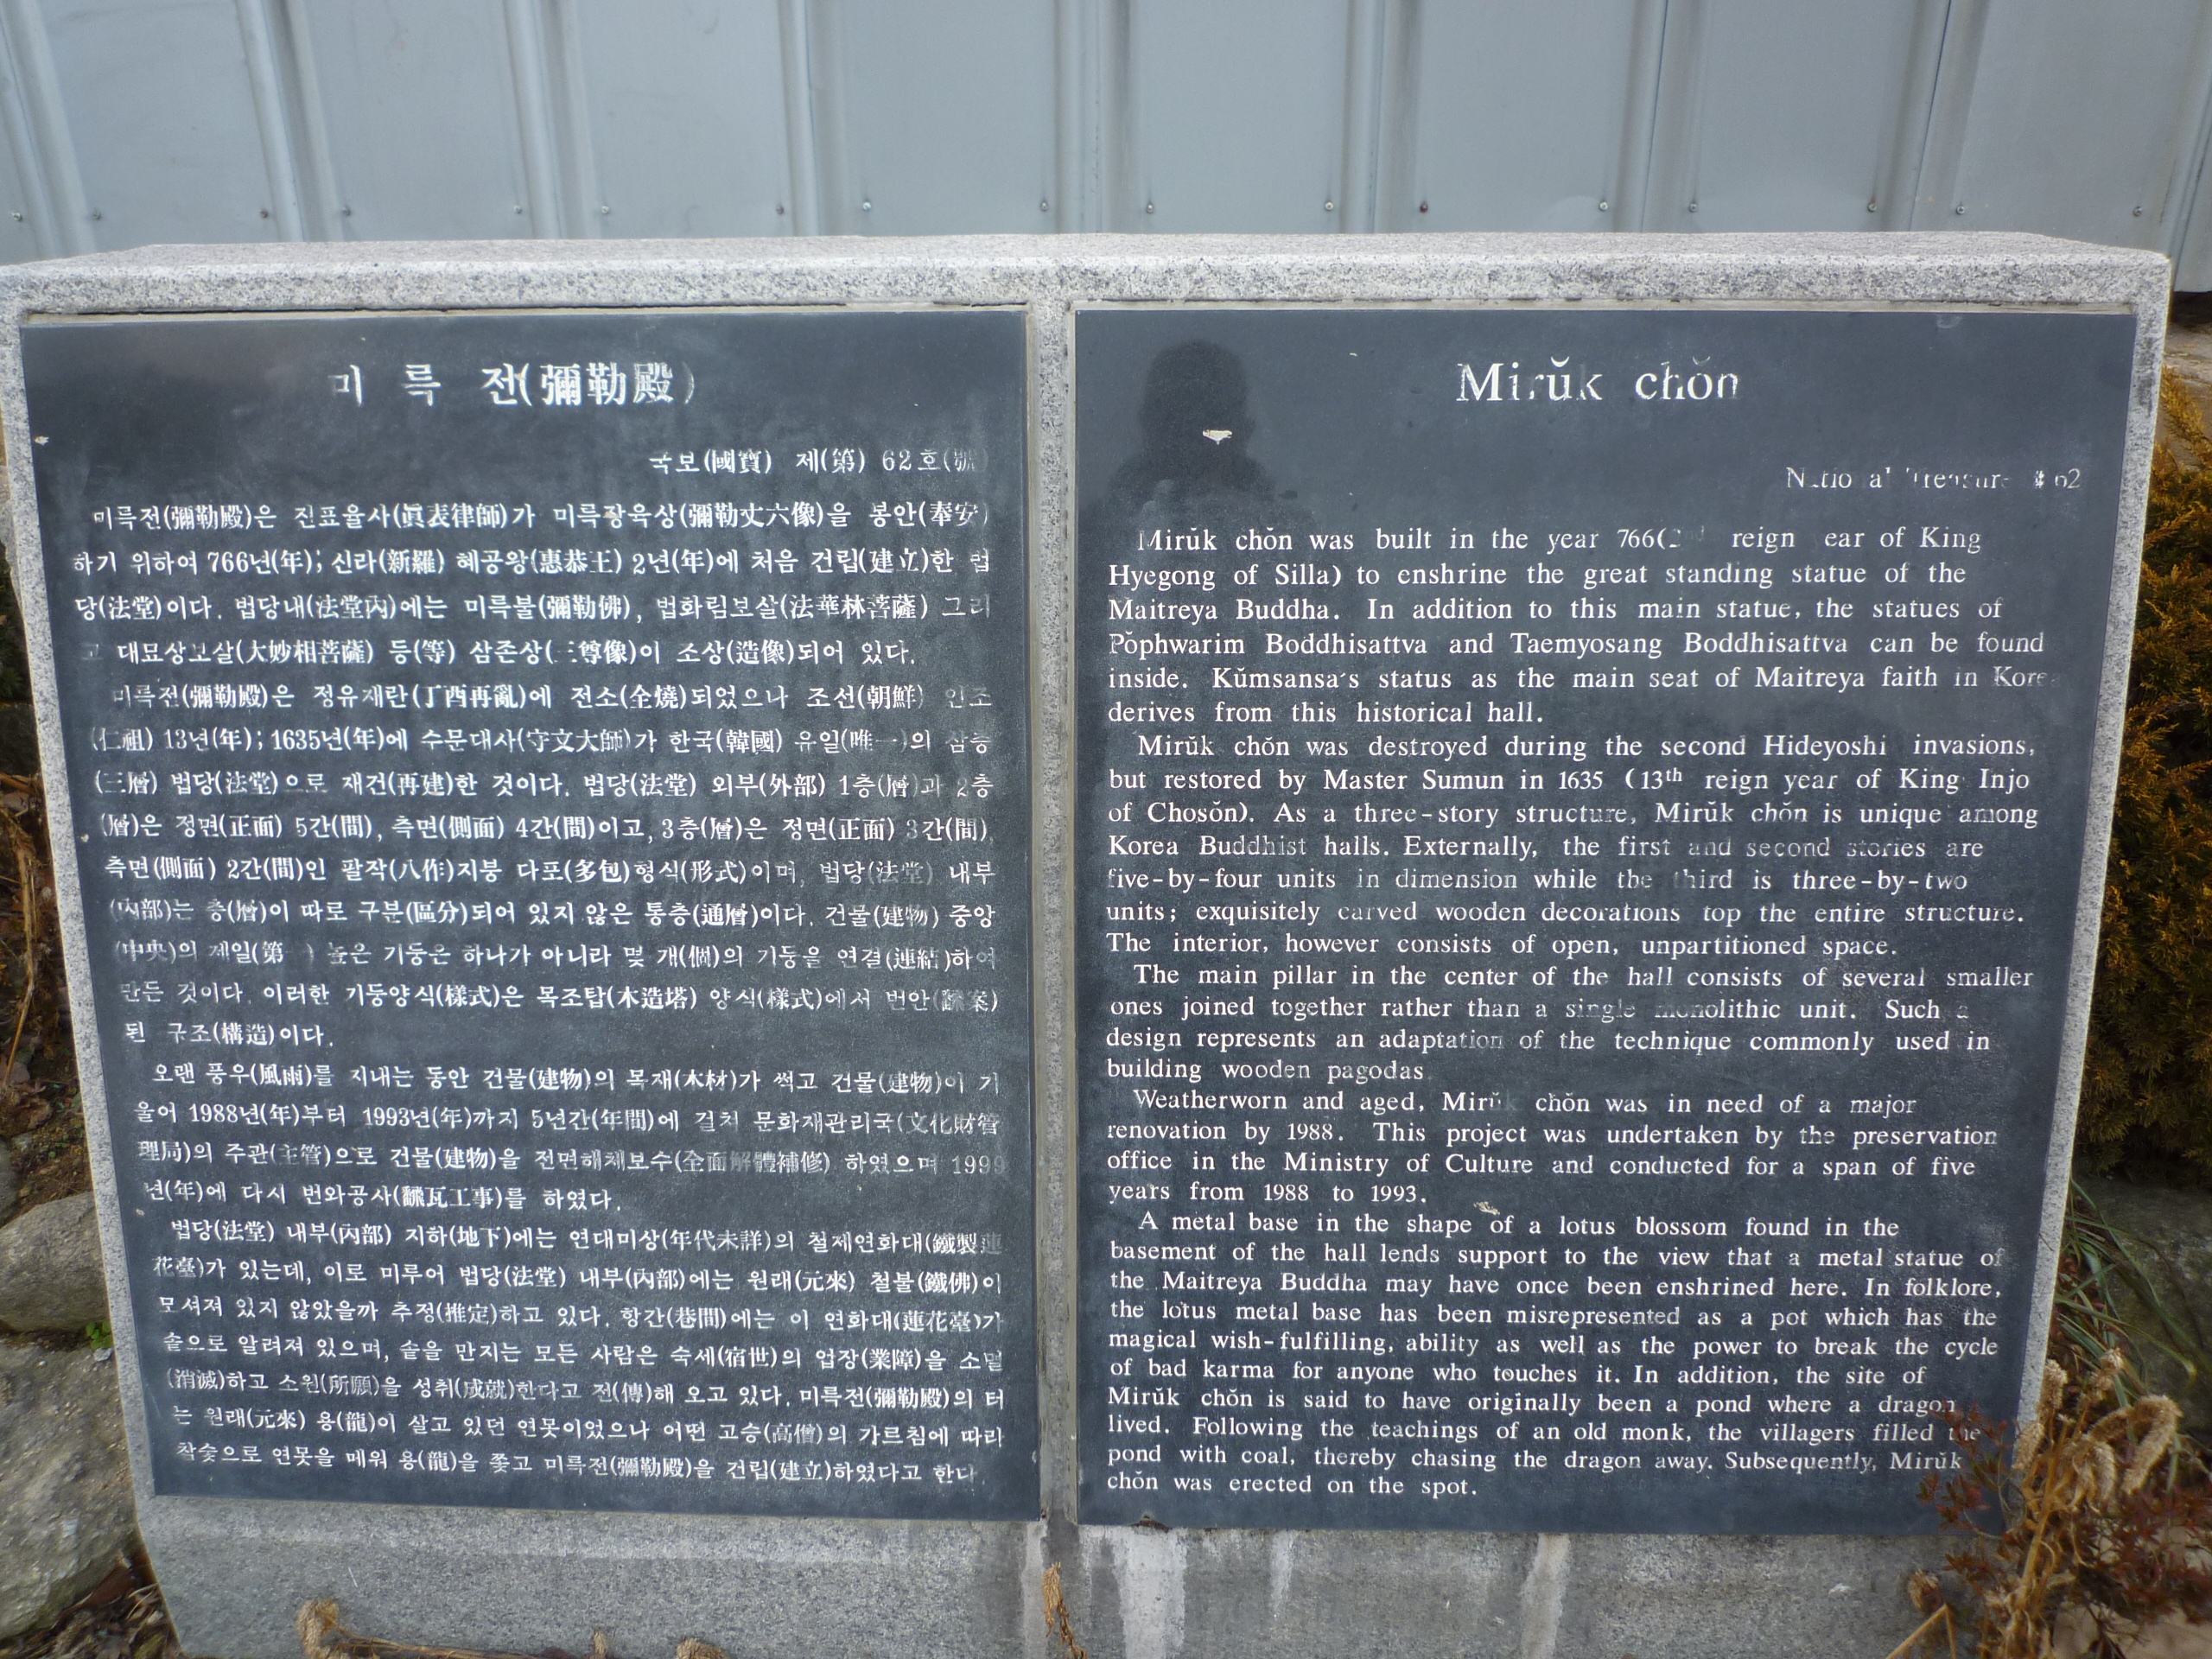 미 륵 전(彌勒殿)
국보(國寶) 제(第) 62호(號)
미륵전(彌勒殿)은 진표율사(眞表律師)가 미륵장육상(彌勒丈六像)을 봉안(奉安)
하기 위하여 766년(年); 신라(新羅) 혜공왕(惠恭王) 2년(年)에 처음 건립(建立)한 법
당(法堂)이다. 법당내(法堂內)에는 미륵불(彌勒佛), 법화림보살(法華林菩薩) 그리
고 대묘상보살(大妙相菩薩) 등(等) 삼존상(三尊像)이 조상(造像)되어 있다.
미륵전(彌勒殿)은 정유재란(丁酉再亂)에 전소(全燒)되었으나 조선(朝鮮) 인조
(仁祖) 13년(年); 1635년(年)에 수문대사(守文大師)가 한국(韓國) 유일(唯一)의 삼층
(三層) 법당(法堂)으로 재건(再建)한 것이다. 법당(法堂) 외부(外部) 1층(層)과 2층
(層)은 정면(正面) 5간(間), 측면(側面) 4간(間)이고, 3층(層)은 정면(正面) 3간(間),
측면(側面) 2간(間)인 팔작(八作)지붕 다포(多包)형식(形式)이며, 법당(法堂) 내부
(內部)는 층(層)이 따로 구분(區分)되어 있지 않은 통층(通層)이다. 건물(建物) 중앙
(中央)의 제일(第 ) 높은 기둥은 하나가 아니라 몇 개(個)의 기둥을 연결(連結)하여
만든 것이다. 이러한 기둥양식(樣式)은 목조탑(木造塔) 양식(樣式)에서 번안(飜案)
된 구조(構造)이다.
오랜 풍우(風雨)를 지내는 동안 건물(建物)의 목재(木材)가 썩고 건물(建物)이 기
울어 1988년(年)부터 1993년(年)까지 5년간(年間)에 걸쳐 문화재관리국(文化財管
理局)의 주관(主管)으로 건물(建物)을 전면해체보수(全面解體補修) 하였으며 1999
년(年)에 다시 번와공사(飜瓦工事)를 하였다.
법당(法堂) 내부(內部) 지하(地下)에는 연대미상(年代未詳)의 철제연화대(鐵製蓮
花臺)가 있는데, 이로 미루어 법당(法堂) 내부(內部)에는 원래(元來) 철불(鐵佛)이
모셔져 있지 않았을까 추정(推定)하고 있다. 항간(巷間)에는 이 연화대(蓮花臺)가
솥으로 알려져 있으며, 솥을 만지는 모든 사람은 숙세(宿世)의 업장(業障)을 소멸
(消滅)하고 소원(所願)을 성취(成就)한다고 전(傳)해 오고 있다. 미륵전(彌勒殿)의 터
는 원래(元來) 용(龍)이 살고 있던 연못이었으나 어떤 고승(高僧)의 가르침에 따라
참숯으로 연못을 메워 용(龍)을 쫓고 미륵전(彌勒殿)을 건립(建立)하였다고 한다.
Mirŭk chŏn
National Treasure #62
Mirŭk chŏn was built in the year 766(2nd reign ear of King
Hyegong of Silla) to enshrine the great standing statue of the
Maitreya Buddha. In addition to this main statue, the statues of
Pŏphwarim Boddhisattva and Taemyosang Boddhisattva can be found
inside. Kŭmsansa's status as the main seat of Maitreya faith in Korea
derives from this historical hall.
Mirŭk chŏn was destroyed during the second Hideyoshi invasions,
but restored by Master Sumun in 1635 (13th reign year of King Injo
of Chosŏn). As a three-story structure, Mirŭk chŏn is unique among
Korea Buddhist halls. Externally, the first and second stories are
five-by-four units in dimension while the third is three-by-two
units; exquisitely carved wooden decorations top the entire structure.
The interior, however consists of open, unpartitioned space.
The main pillar in the center of the hall consists of several smaller
ones joined together rather than a single monolithic unit. Such a
design represents an adaptation of the technique commonly used in
building wooden pagodas
Weatherworn and aged, Mirŭk chŏn was in need of a major
renovation by 1988. This project was undertaken by the preservation
office in the Ministry of Culture and conducted for a span of five
years from 1988 to 1993.
A metal base in the shape of a lotus blossom found in the
basement of the hall lends support to the view that a metal statue of
the Maitreya Buddha may have once been enshrined here. In folklore,
the lotus metal base has been misrepresented as a pot which has the
magical wish-fulfilling, ability as well as the power to break the cycle
of bad karma for anyone who touches it. In addition, the site of
Mirŭk chŏn is said to have originally been a pond where a dragon
lived. Following the teachings of an old monk, the villagers filled the
pond with coal, thereby chasing the dragon away. Subsequently, Mirŭk
chŏn was erected on the spot.